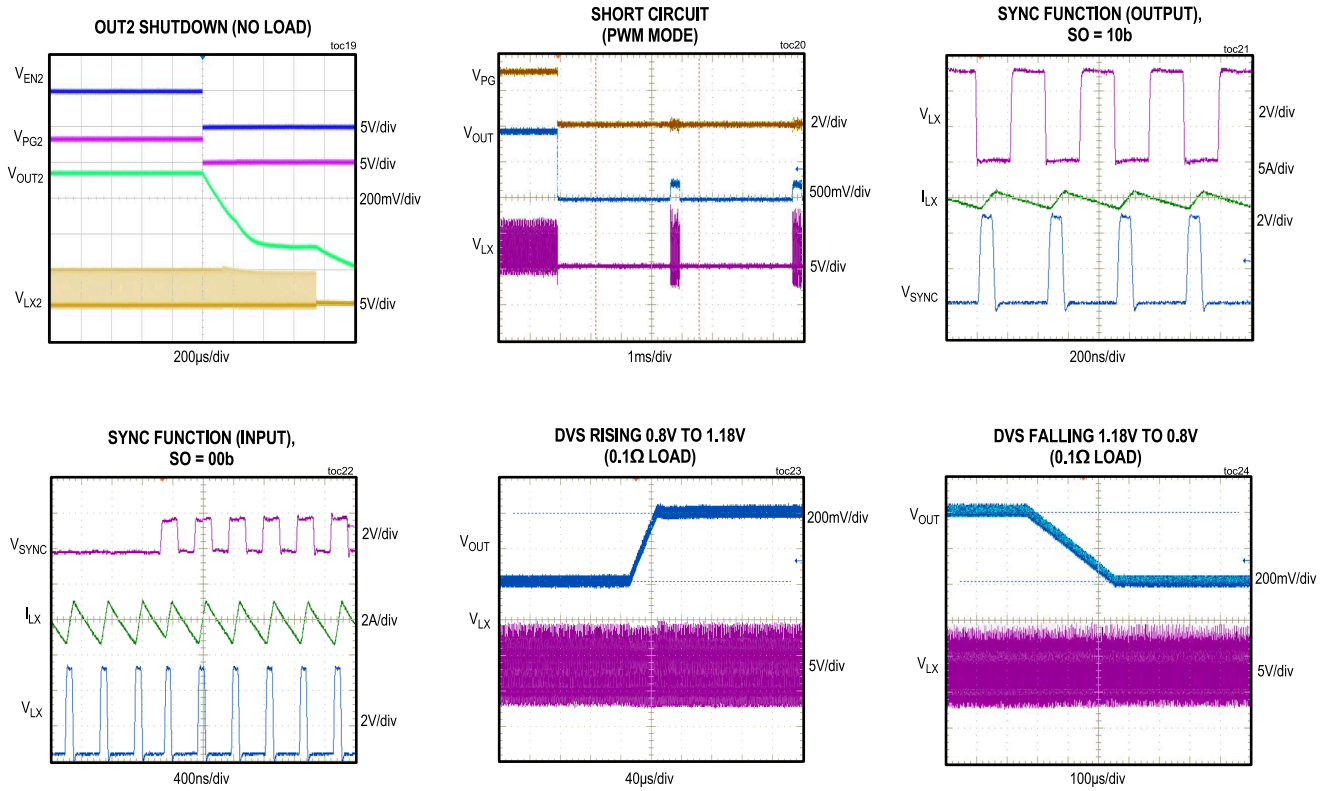 OUT2 SHUTDOWN (NO LOAD)
toc19
VEN2
5V/div
VPG2
5V/div
VOUT2
200mV/div
VLX2
5V/div
200µs/div
SHORT CIRCUIT
(PWM MODE)
toc20
VPG
2V/div
VOUT
500mV/div
VLX
5V/div
1ms/div
SYNC FUNCTION (OUTPUT),
SO = 10b
toc21
VLX
5A/div
ILX
2V/div
VSYNC
200ns/div
SYNC FUNCTION (INPUT),
SO = 00b
toc22
2V/div
VSYNC
ILX
2A/div
VLX
2V/div
400ns/div
DVS RISING 0.8V TO 1.18V
(0.1Ω LOAD)
toc23
200mV/div
VOUT
VLX
5V/div
40µs/div
DVS FALLING 1.18V TO 0.8V
(0.1Ω LOAD)
toc24
VOUT
200mV/div
VLX
5V/div
100µs/div